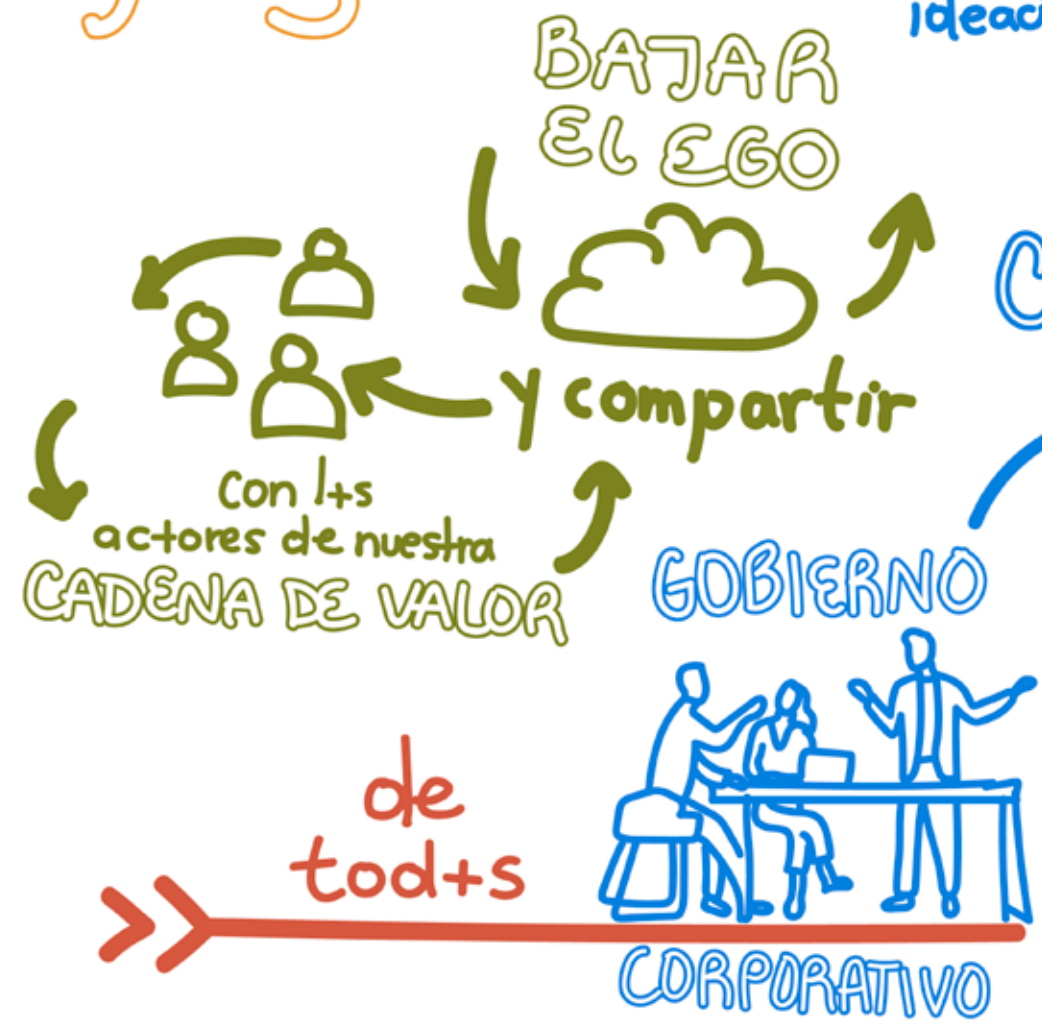 BAJAR
EL EGO
y compartir
con l+s
actores de nuestra
CADENA DE VALOR
GOBIERNO
CORPORATIVO
de
tod+s